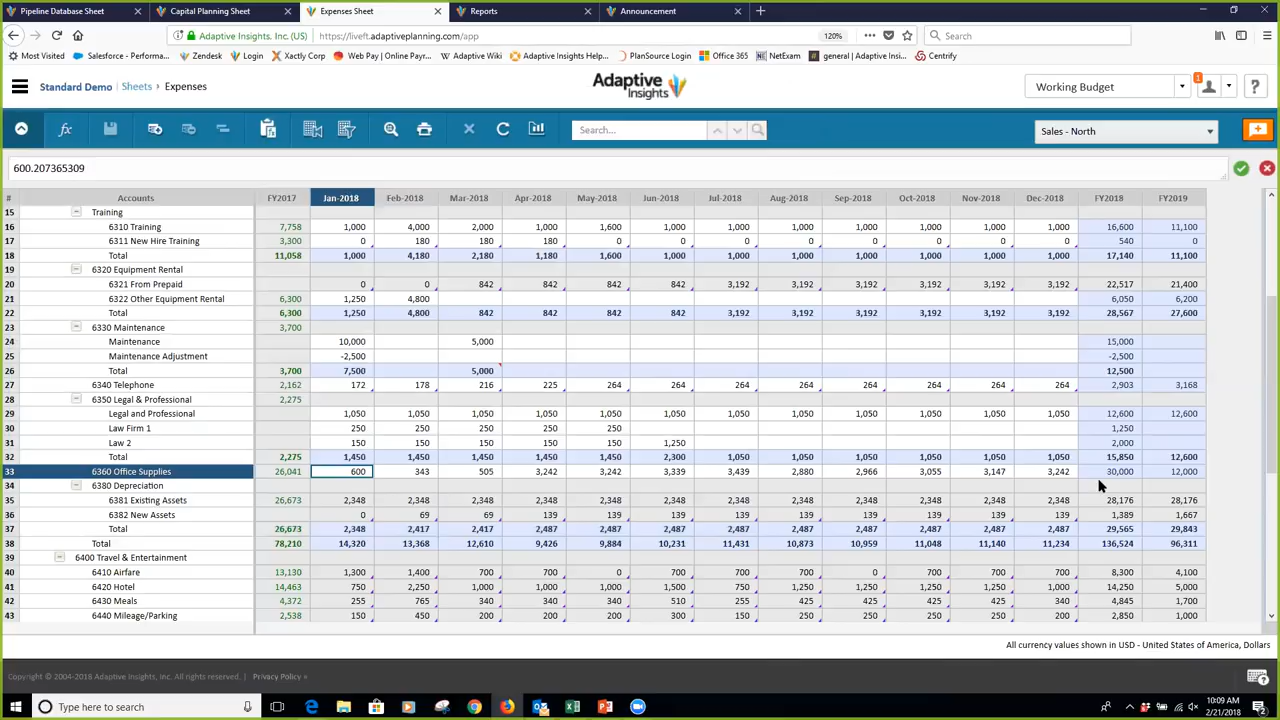 Pipeline Database Sheet × Capital Planning Sheet × Expenses Sheet × Reports × Announcement × +
Adaptive Insights. Inc. (US) https://liveft.adaptiveplanning.com/app 120% Search
Most Visited Salesforce - Performa... Zendesk Login Xactly Corp Web Pay | Online Payr... Adaptive Wiki Adaptive Insights Help... PlanSource Login Page Office 365 NetExam general | Adaptive Insi... Centrify
Standard Demo Sheets › Expenses Adaptive Insights Working Budget 1 ?
fx Search... Sales - North
600.207365309
# Accounts FY2017 Jan-2018 Feb-2018 Mar-2018 Apr-2018 May-2018 Jun-2018 Jul-2018 Aug-2018 Sep-2018 Oct-2018 Nov-2018 Dec-2018 FY2018 FY2019
15 Training
16 6310 Training 7,758 1,000 4,000 2,000 1,000 1,600 1,000 1,000 1,000 1,000 1,000 1,000 1,000 16,600 11,100
17 6311 New Hire Training 3,300 0 180 180 180 0 0 0 0 0 0 0 0 540 0
18 Total 11,058 1,000 4,180 2,180 1,180 1,600 1,000 1,000 1,000 1,000 1,000 1,000 1,000 17,140 11,100
19 6320 Equipment Rental
20 6321 From Prepaid 0 0 842 842 842 842 3,192 3,192 3,192 3,192 3,192 3,192 22,517 21,400
21 6322 Other Equipment Rental 6,300 1,250 4,800 6,050 6,200
22 Total 6,300 1,250 4,800 842 842 842 842 3,192 3,192 3,192 3,192 3,192 3,192 28,567 27,600
23 6330 Maintenance 3,700
24 Maintenance 10,000 5,000 15,000
25 Maintenance Adjustment -2,500 -2,500
26 Total 3,700 7,500 5,000 12,500
27 6340 Telephone 2,162 172 178 216 225 264 264 264 264 264 264 264 264 2,903 3,168
28 6350 Legal & Professional 2,275
29 Legal and Professional 1,050 1,050 1,050 1,050 1,050 1,050 1,050 1,050 1,050 1,050 1,050 1,050 12,600 12,600
30 Law Firm 1 250 250 250 250 250 1,250
31 Law 2 150 150 150 150 150 1,250 2,000
32 Total 2,275 1,450 1,450 1,450 1,450 1,450 2,300 1,050 1,050 1,050 1,050 1,050 1,050 15,850 12,600
33 6360 Office Supplies 26,041 600 343 505 3,242 3,242 3,339 3,439 2,880 2,966 3,055 3,147 3,242 30,000 12,000
34 6380 Depreciation
35 6381 Existing Assets 26,673 2,348 2,348 2,348 2,348 2,348 2,348 2,348 2,348 2,348 2,348 2,348 2,348 28,176 28,176
36 6382 New Assets 0 69 69 139 139 139 139 139 139 139 139 139 1,389 1,667
37 Total 26,673 2,348 2,417 2,417 2,487 2,487 2,487 2,487 2,487 2,487 2,487 2,487 2,487 29,565 29,843
38 Total 78,210 14,320 13,368 12,610 9,426 9,884 10,231 11,431 10,873 10,959 11,048 11,140 11,234 136,524 96,311
39 6400 Travel & Entertainment
40 6410 Airfare 13,130 1,300 1,400 700 700 0 700 700 700 0 700 700 700 8,300 4,100
41 6420 Hotel 14,463 750 2,250 1,000 1,000 1,000 1,500 750 1,250 1,250 1,250 1,250 1,000 14,250 5,000
42 6430 Meals 4,372 255 765 340 340 340 510 255 425 425 425 425 340 4,845 1,700
43 6440 Mileage/Parking 2,538 150 450 200 200 200 300 150 250 250 250 250 200 2,850 1,000
All currency values shown in USD - United States of America, Dollars
Copyright © 2004-2018 Adaptive Insights, Inc. All rights reserved. | Privacy Policy »
Type here to search 10:09 AM
2/21/2018 2